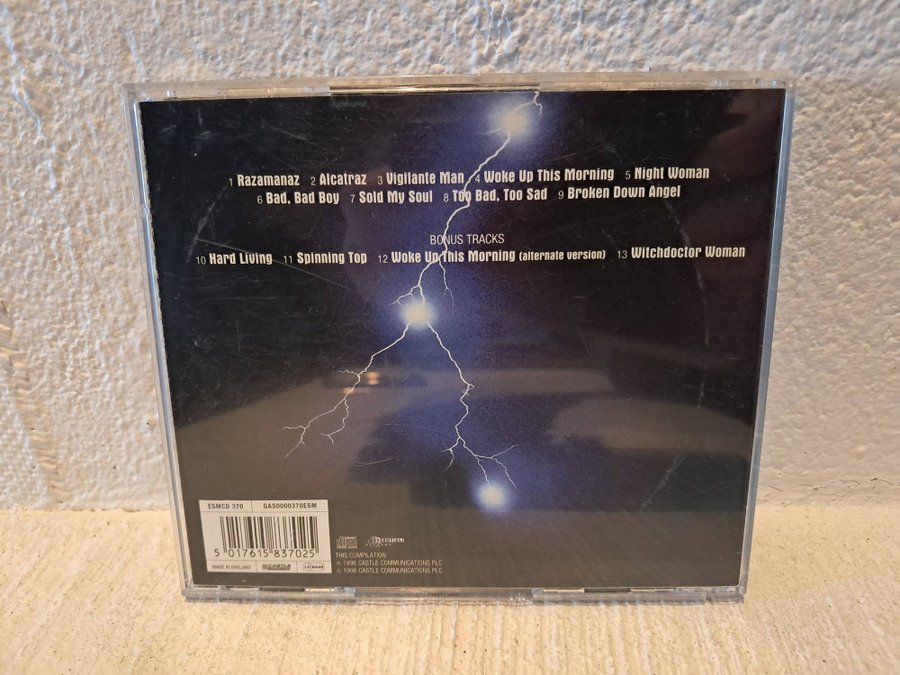 1 Razamanaz 2 Alcatraz 3 Vigilante Man 4 Woke Up This Morning 5 Night Woman
6 Bad, Bad Boy 7 Sold My Soul 8 Too Bad, Too Sad 9 Broken Down Angel
BONUS TRACKS
10 Hard Living 11 Spinning Top 12 Woke Up This Morning (alternate version) 13 Witchdoctor Woman
ESMCD 370 GAS0000370ESM
5 017615 837025
MADE IN ENGLAND CASTLE
ESSENTIAL!
THIS COMPILATION:
℗ 1996 CASTLE COMMUNICATIONS PLC
© 1996 CASTLE COMMUNICATIONS PLC